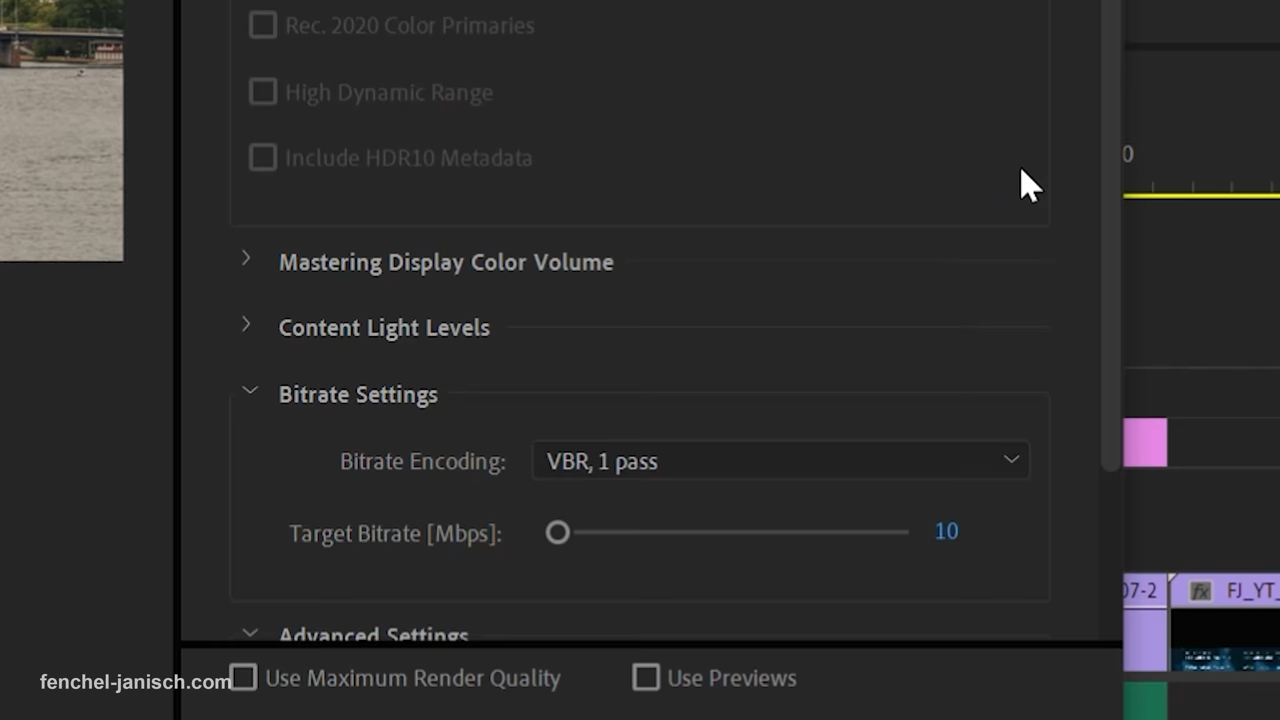 Rec. 2020 Color Primaries
High Dynamic Range
Include HDR10 Metadata
0
Mastering Display Color Volume
Content Light Levels
Bitrate Settings
Bitrate Encoding: VBR, 1 pass
Target Bitrate [Mbps]: 10
07-2 fx FJ_YT_
Advanced Settings
fenchel-janisch.com
Use Maximum Render Quality Use Previews